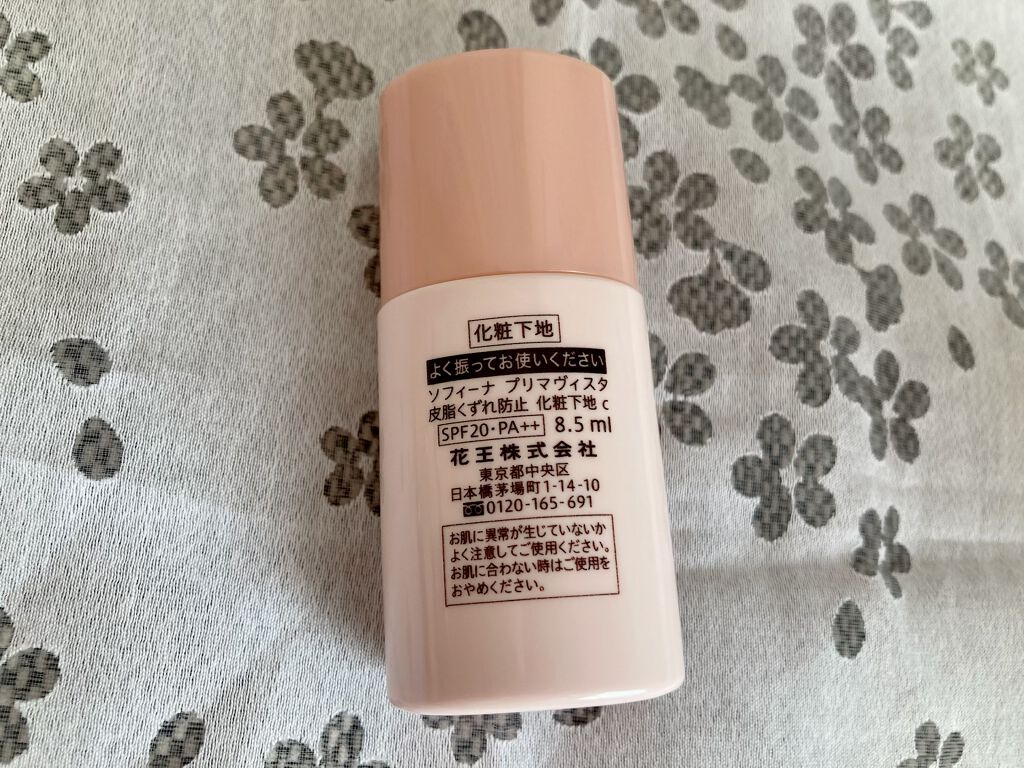 化粧下地
よく振ってお使いください
ソフィーナ プリマヴィスタ
皮脂くずれ防止 化粧下地 c
SPF20・PA++ 8.5 ml
花王株式会社
東京都中央区
日本橋茅場町1-14-10
0120-165-691
お肌に異常が生じていないか
よく注意してご使用ください。
お肌に合わない時はご使用を
おやめください。